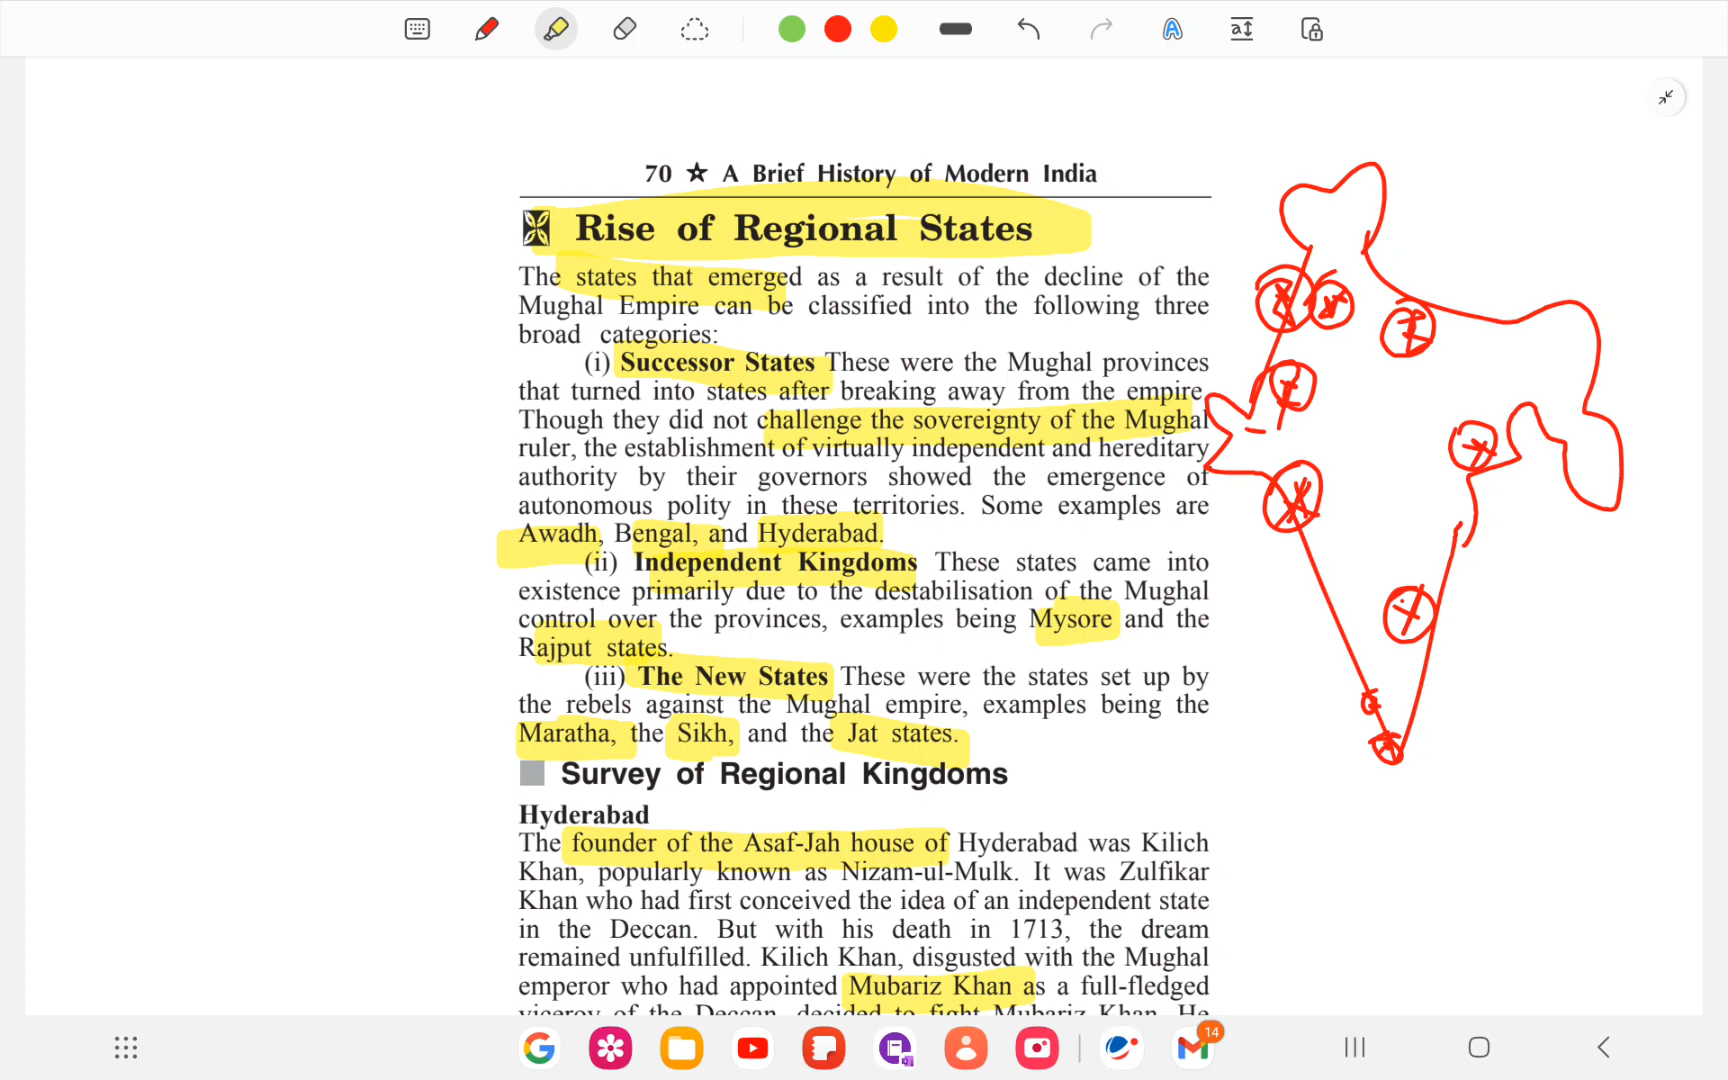 70 ★ A Brief History of Modern India
Rise of Regional States
The states that emerged as a result of the decline of the
Mughal Empire can be classified into the following three
broad categories:
(i) Successor States These were the Mughal provinces
that turned into states after breaking away from the empire.
Though they did not challenge the sovereignty of the Mughal
ruler, the establishment of virtually independent and hereditary
authority by their governors showed the emergence of
autonomous polity in these territories. Some examples are
Awadh, Bengal, and Hyderabad.
(ii) Independent Kingdoms These states came into
existence primarily due to the destabilisation of the Mughal
control over the provinces, examples being Mysore and the
Rajput states.
(iii) The New States These were the states set up by
the rebels against the Mughal empire, examples being the
Maratha, the Sikh, and the Jat states.
Survey of Regional Kingdoms
Hyderabad
The founder of the Asaf-Jah house of Hyderabad was Kilich
Khan, popularly known as Nizam-ul-Mulk. It was Zulfikar
Khan who had first conceived the idea of an independent state
in the Deccan. But with his death in 1713, the dream
remained unfulfilled. Kilich Khan, disgusted with the Mughal
emperor who had appointed Mubariz Khan as a full-fledged
viceroy of the Deccan, decided to fight Mubariz Khan. He
14